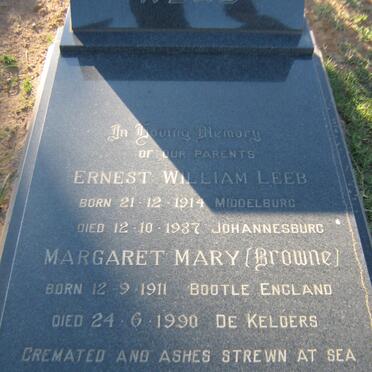 In Loving Memory
OF OUR PARENTS
ERNEST WILLIAM LEEB
BORN 21-12-1914 MIDDELBURG
DIED 12-10-1987 JOHANNESBURG
MARGARET MARY (Browne)
BORN 12-9-1911 BOOTLE ENGLAND
DIED 24-6-1990 DE KELDERS
CREMATED AND ASHES STREWN AT SEA